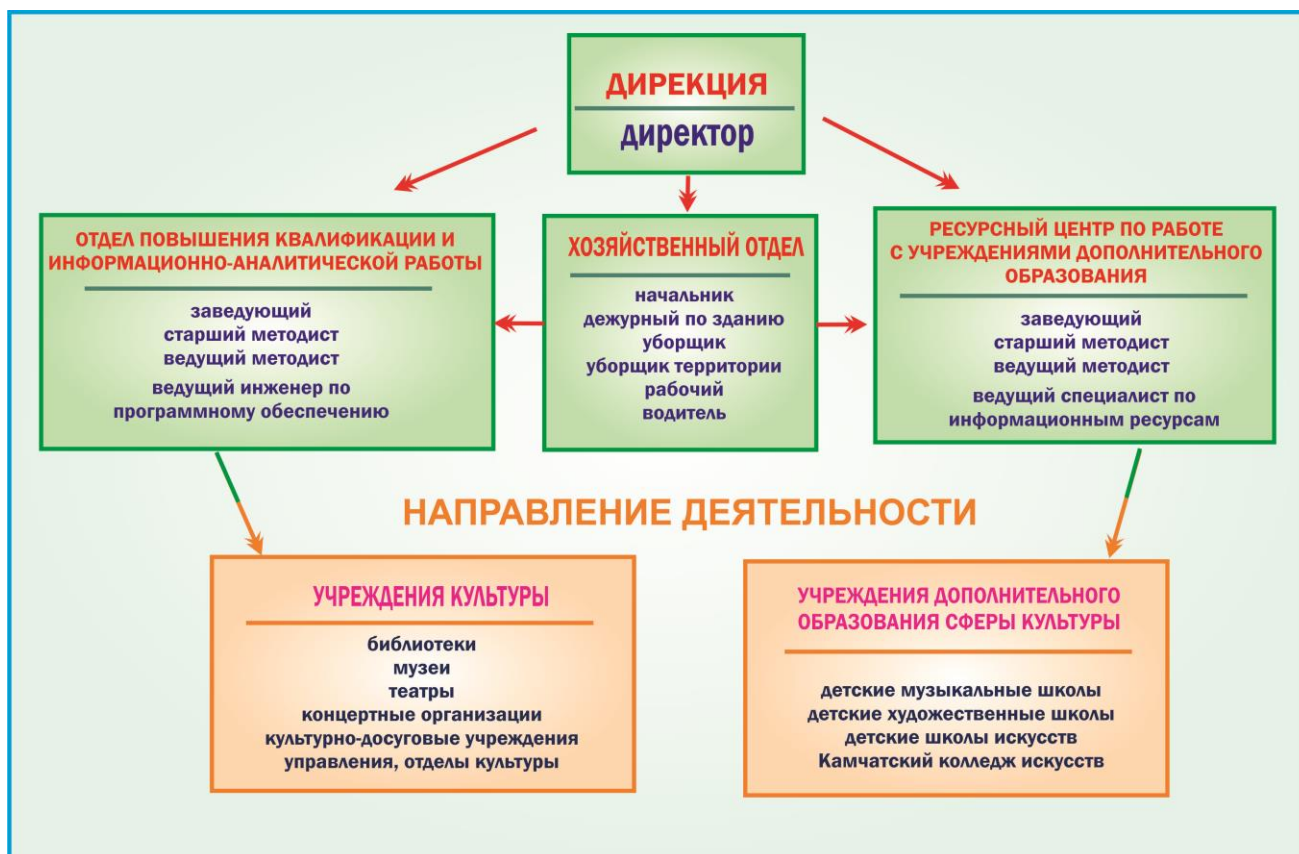 ДИРЕКЦИЯ
директор
ОТДЕЛ ПОВЫШЕНИЯ КВАЛИФИКАЦИИ И
ИНФОРМАЦИОННО-АНАЛИТИЧЕСКОЙ РАБОТЫ
заведующий
старший методист
ведущий методист
ведущий инженер по
программному обеспечению
ХОЗЯЙСТВЕННЫЙ ОТДЕЛ
начальник
дежурный по зданию
уборщик
уборщик территории
рабочий
водитель
РЕСУРСНЫЙ ЦЕНТР ПО РАБОТЕ
С УЧРЕЖДЕНИЯМИ ДОПОЛНИТЕЛЬНОГО
ОБРАЗОВАНИЯ
заведующий
старший методист
ведущий методист
ведущий специалист по
информационным ресурсам
НАПРАВЛЕНИЕ ДЕЯТЕЛЬНОСТИ
УЧРЕЖДЕНИЯ КУЛЬТУРЫ
библиотеки
музеи
театры
концертные организации
культурно-досуговые учреждения
управления, отделы культуры
УЧРЕЖДЕНИЯ ДОПОЛНИТЕЛЬНОГО
ОБРАЗОВАНИЯ СФЕРЫ КУЛЬТУРЫ
детские музыкальные школы
детские художественные школы
детские школы искусств
Камчатский колледж искусств